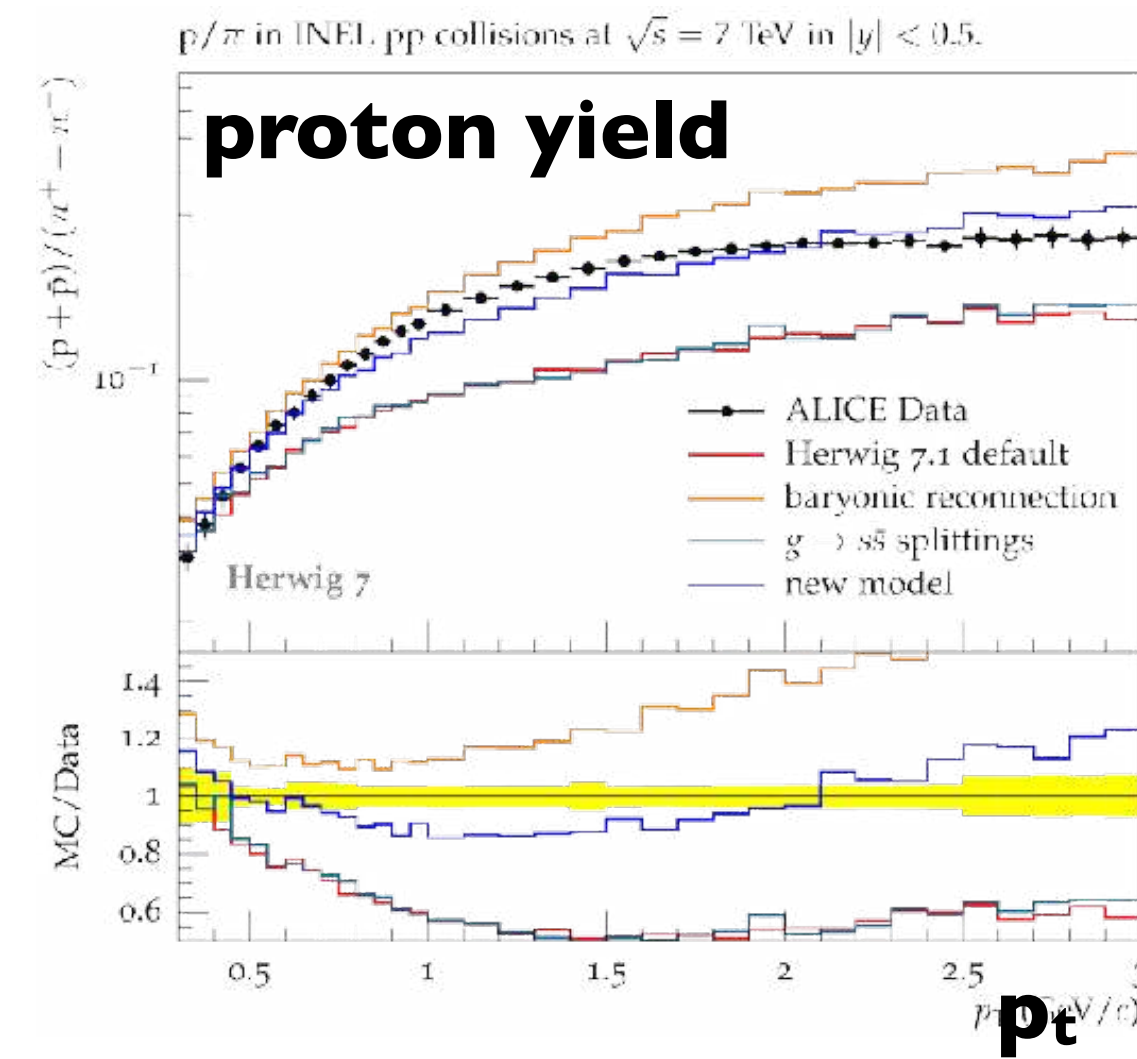 p/π in INEL pp collisions at √s = 7 TeV in |y| < 0.5.
proton yield
(p + p̄)/(π⁺ − π⁻)
10⁻¹
ALICE Data
Herwig 7.1 default
baryonic reconnection
g → ss̄ splittings
new model
Herwig 7
MC/Data
1.4
1.2
1
0.8
0.6
0.5
1
1.5
2
2.5
pt